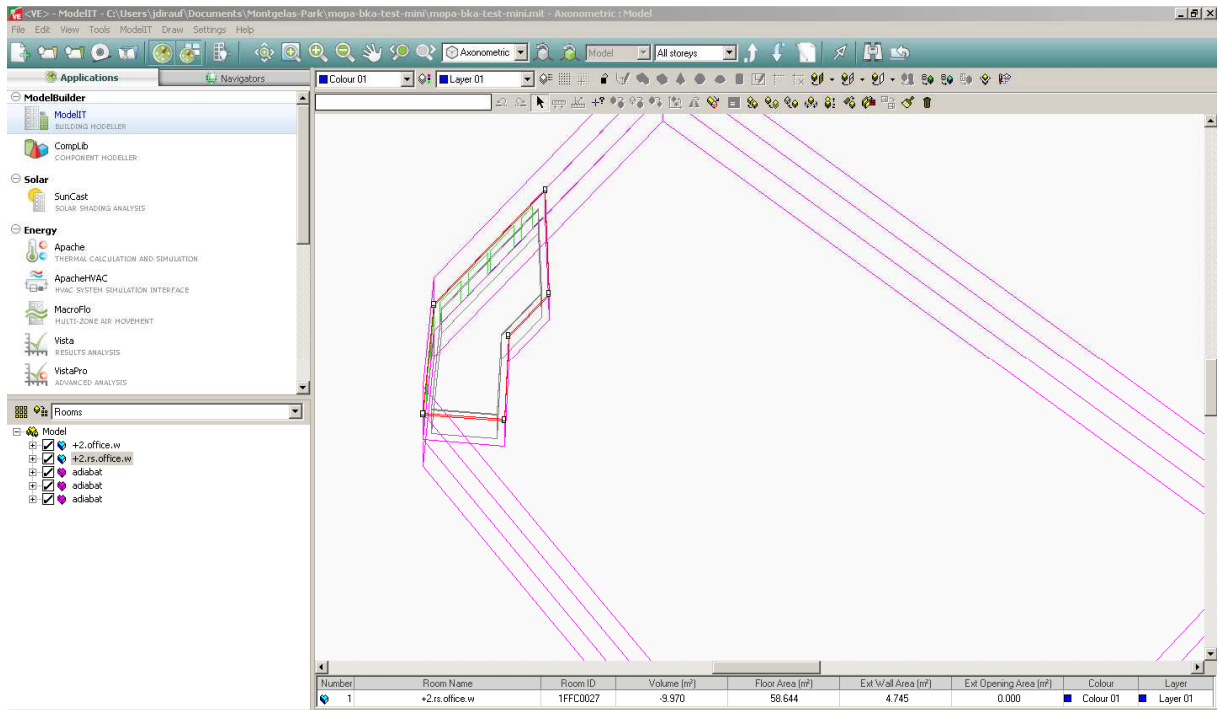 <VE> - ModelIT - C:\Users\jdirauf\Documents\Montgelas-Park\mopa-bka-test-mini\mopa-bka-test-mini.mit - Axonometric : Model
File Edit View Tools ModelIT Draw Settings Help
Axonometric Model All storeys
Applications Navigators
Colour 01 Layer 01
ModelBuilder
ModelIT
BUILDING MODELLER
CompLib
COMPONENT MODELLER
Solar
SunCast
SOLAR SHADING ANALYSIS
Energy
Apache
THERMAL CALCULATION AND SIMULATION
ApacheHVAC
HVAC SYSTEM SIMULATION INTERFACE
MacroFlo
MULTI-ZONE AIR MOVEMENT
Vista
RESULTS ANALYSIS
VistaPro
ADVANCED ANALYSIS
Rooms
Model
+2.office.w
+2.rs.office.w
adiabat
adiabat
adiabat
Number Room Name Room ID Volume (m²) Floor Area (m²) Ext Wall Area (m²) Ext Opening Area (m²) Colour Layer
1 +2.rs.office.w 1FFC0027 -9.970 58.644 4.745 0.000 Colour 01 Layer 01